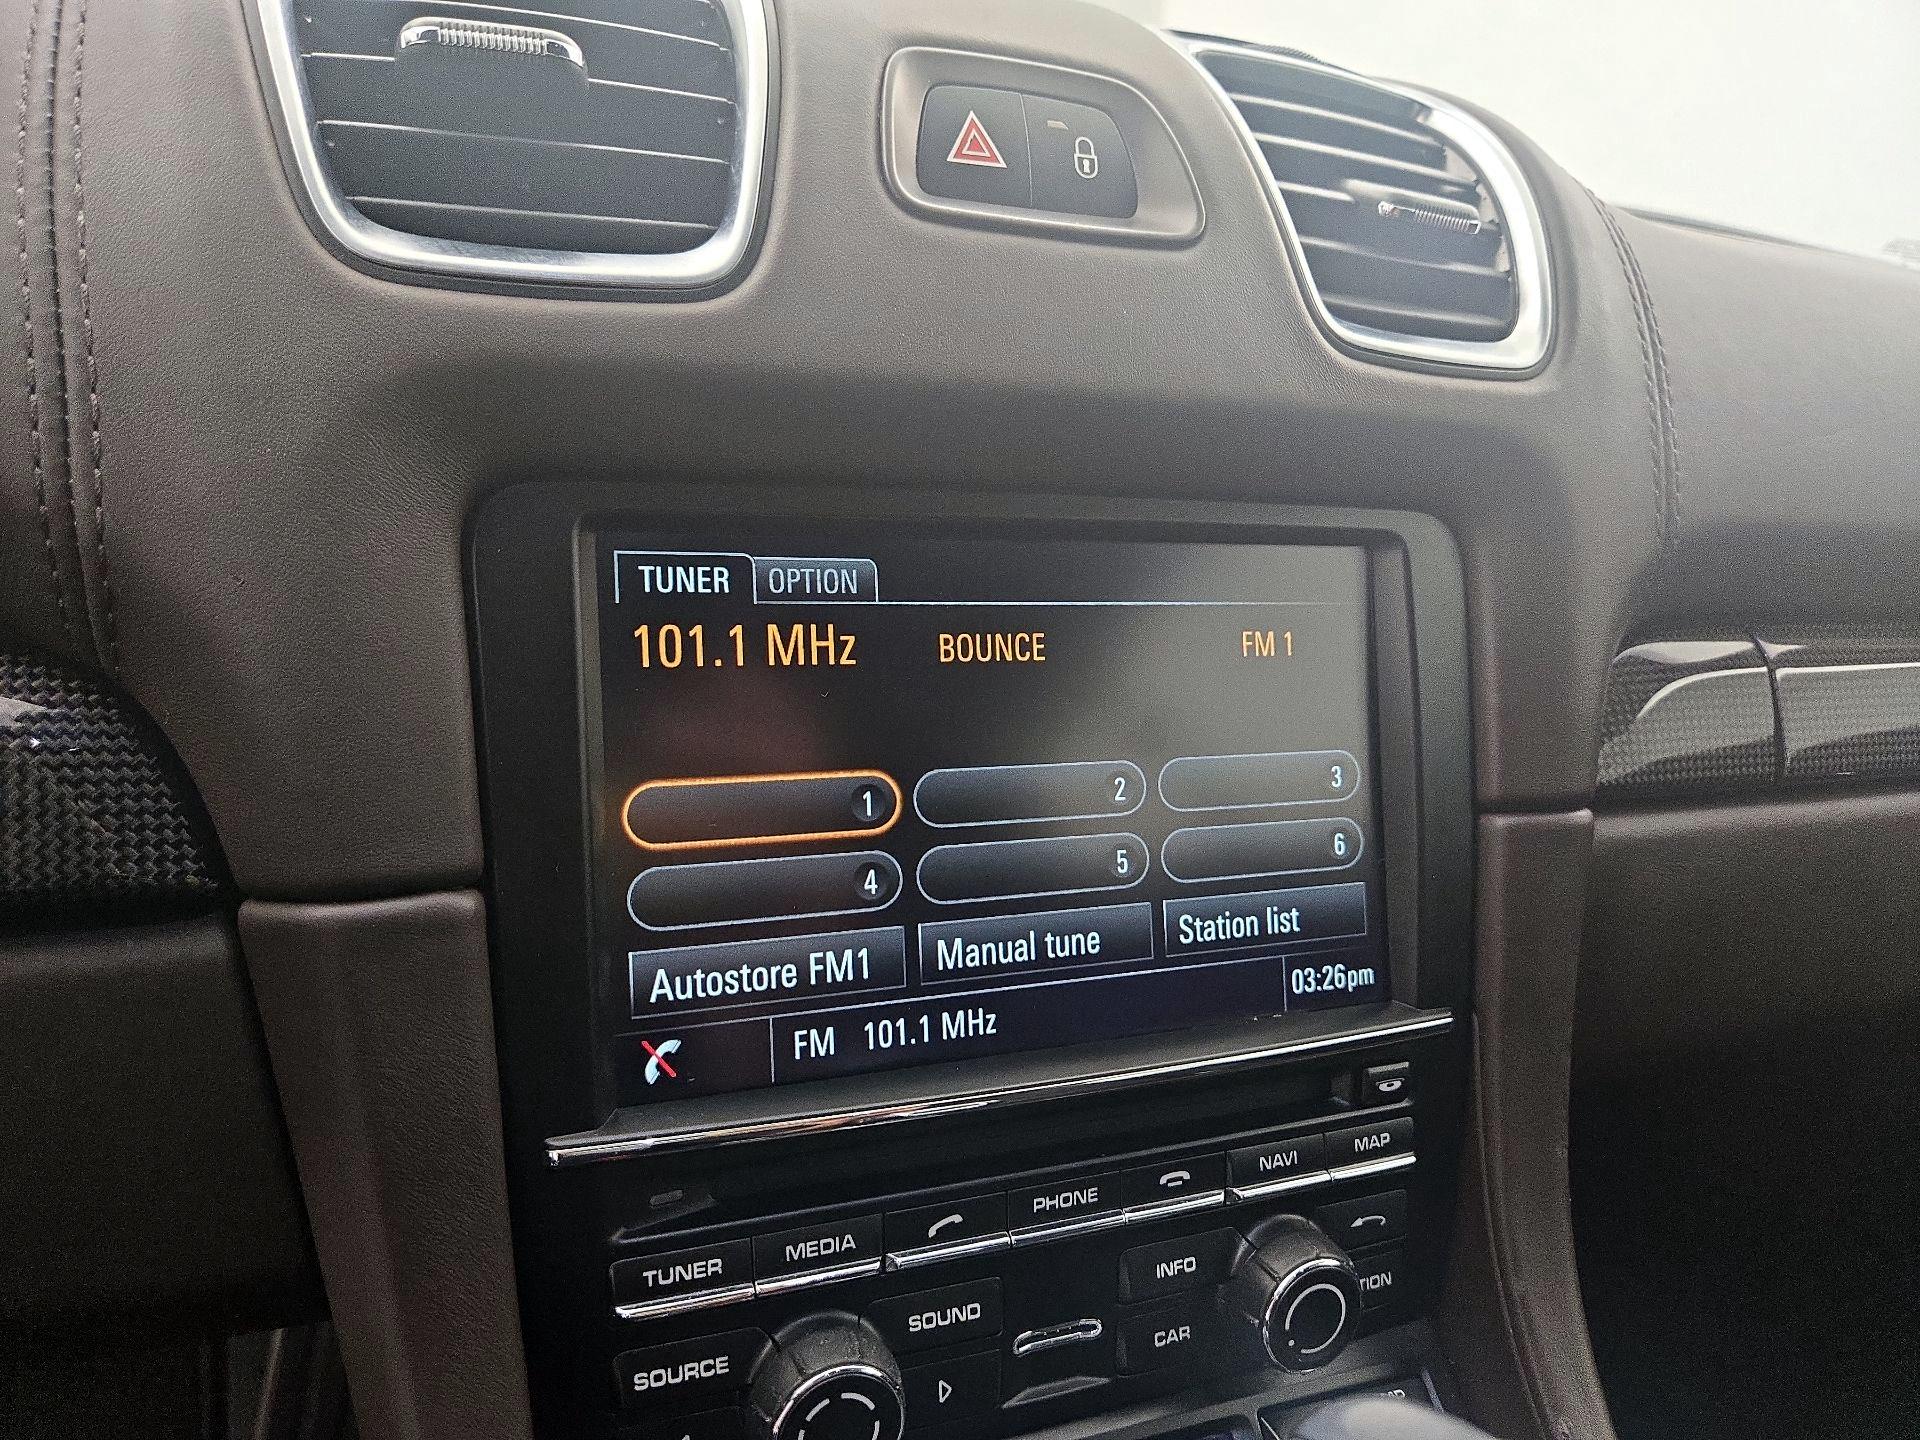 TUNER OPTION
101.1 MHz BOUNCE FM 1
1 2 3
4 5 6
Autostore FM1 Manual tune Station list
FM 101.1 MHz 03:26pm
TUNER MEDIA PHONE NAVI MAP
SOUND INFO
SOURCE CAR